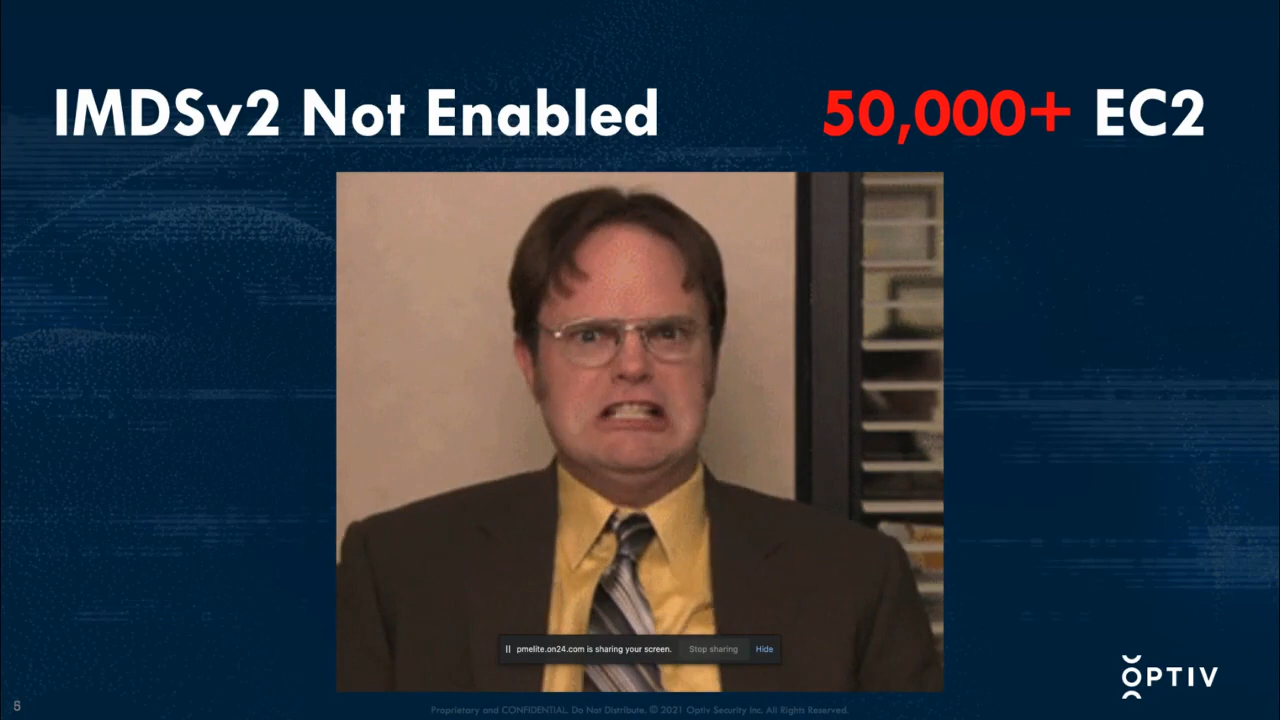 IMDSv2 Not Enabled
50,000+ EC2
pmelite.on24.com is sharing your screen. Stop sharing Hide
OPTIV
5
Proprietary and CONFIDENTIAL. Do Not Distribute. © 2021 Optiv Security Inc. All Rights Reserved.